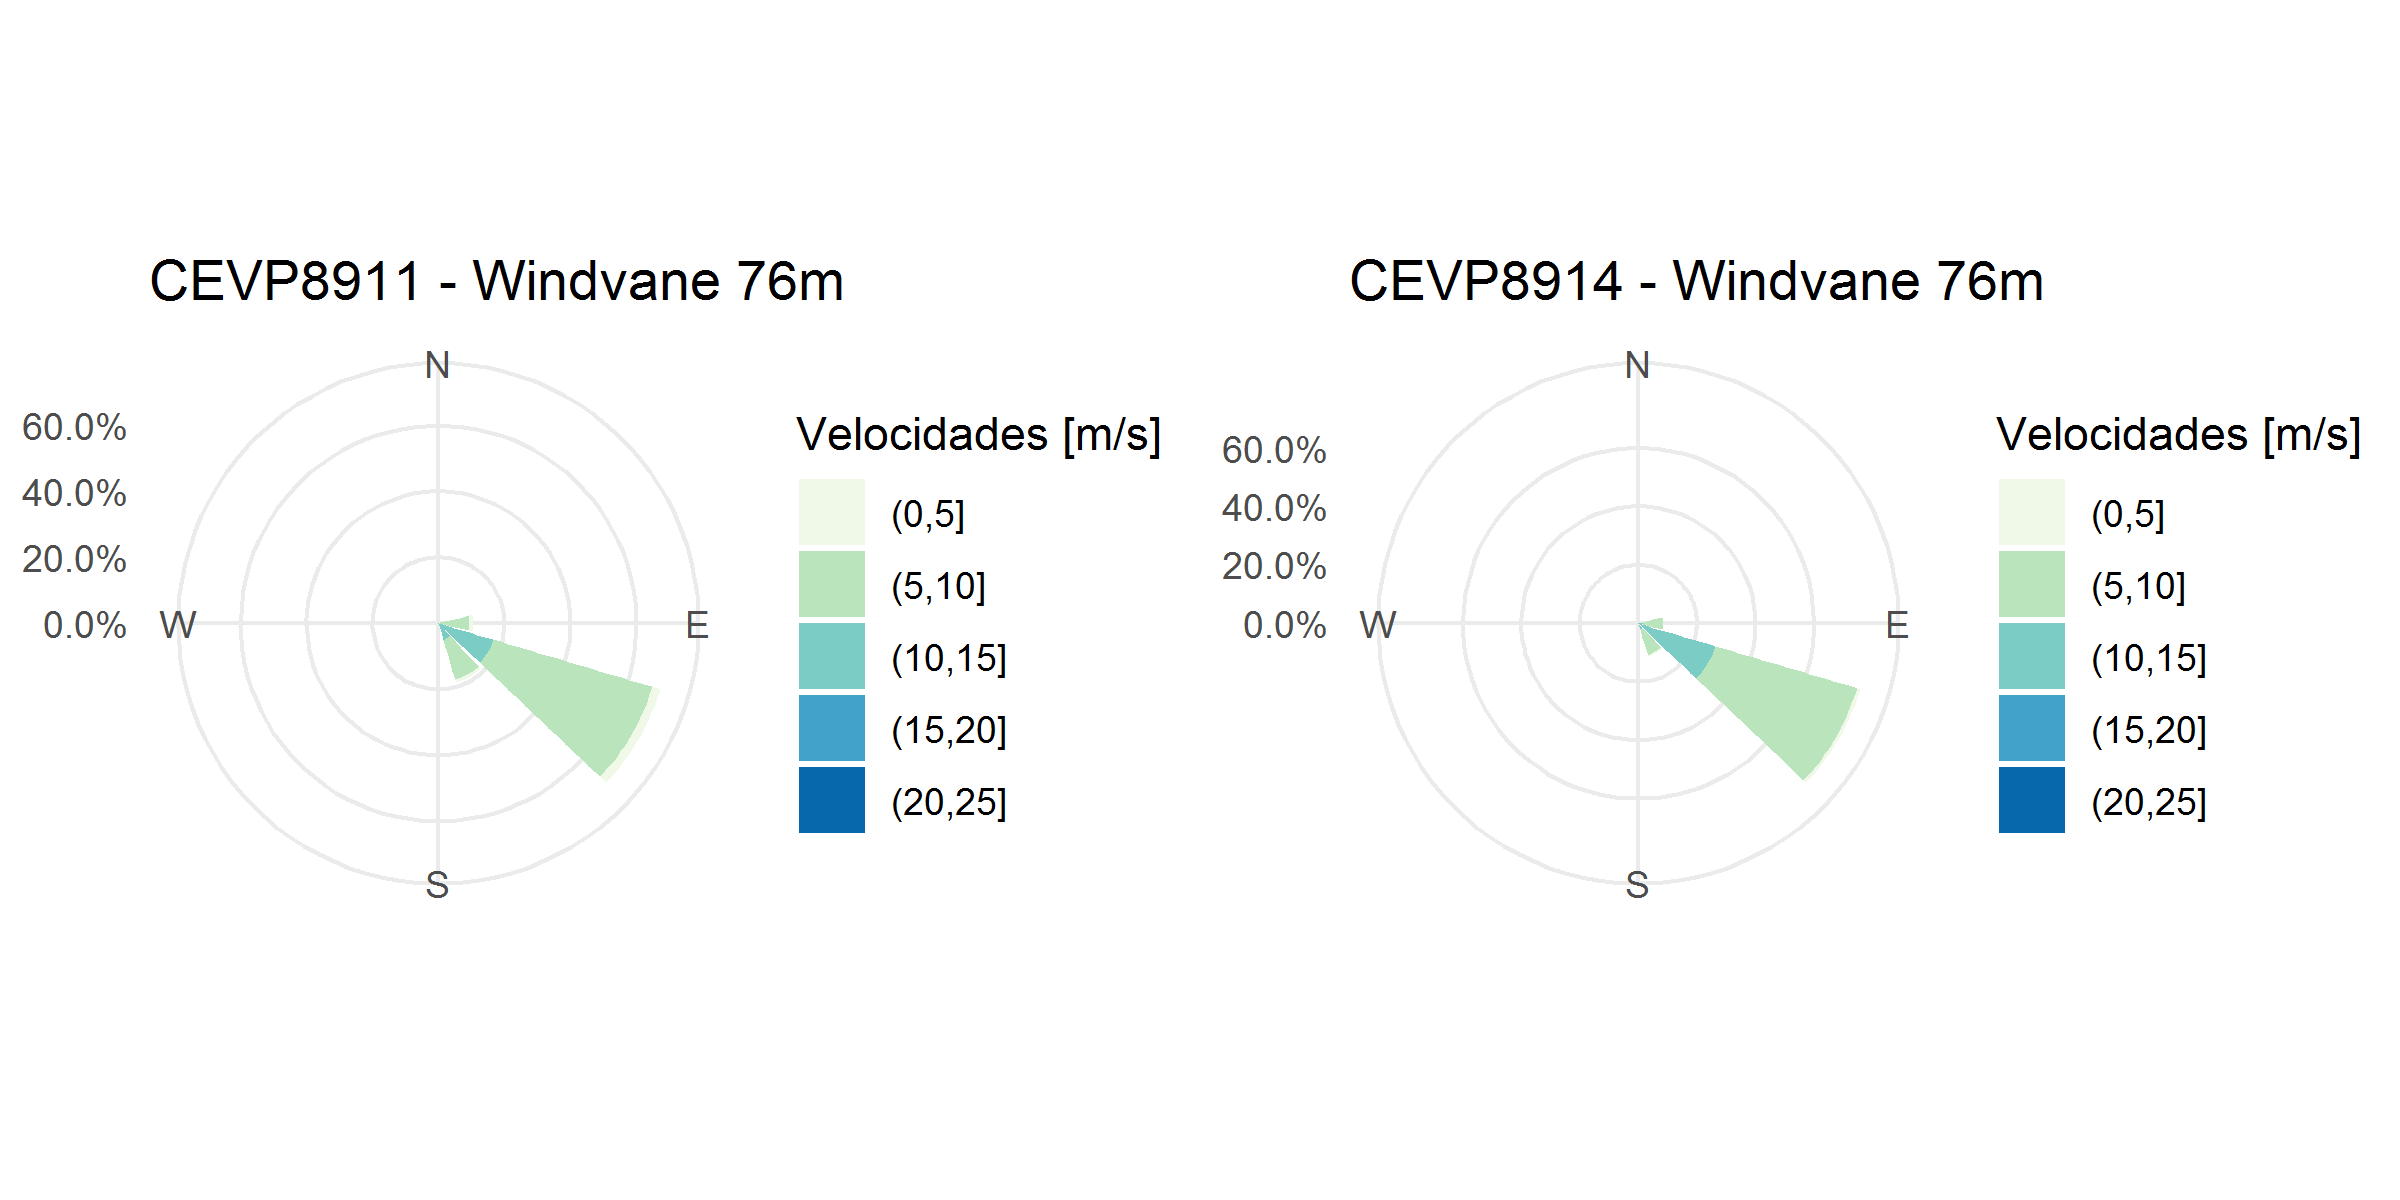 CEVP8911 - Windvane 76m
N
60.0%
40.0%
20.0%
0.0%
W
E
S
Velocidades [m/s]
(0,5]
(5,10]
(10,15]
(15,20]
(20,25]
CEVP8914 - Windvane 76m
N
60.0%
40.0%
20.0%
0.0%
W
E
S
Velocidades [m/s]
(0,5]
(5,10]
(10,15]
(15,20]
(20,25]